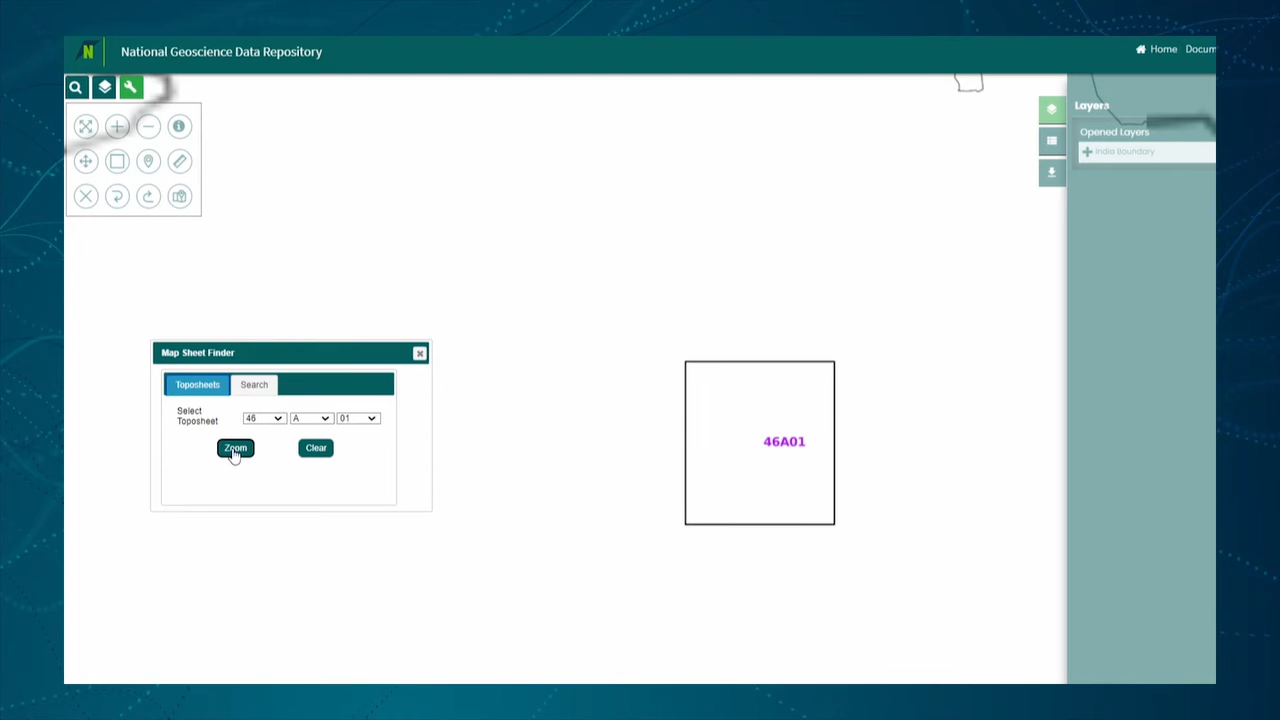 N
National Geoscience Data Repository
Home Docum
Layers
Opened Layers
India Boundary
Map Sheet Finder
Toposheets Search
Select
Toposheet
46 A 01
Zoom Clear
46A01